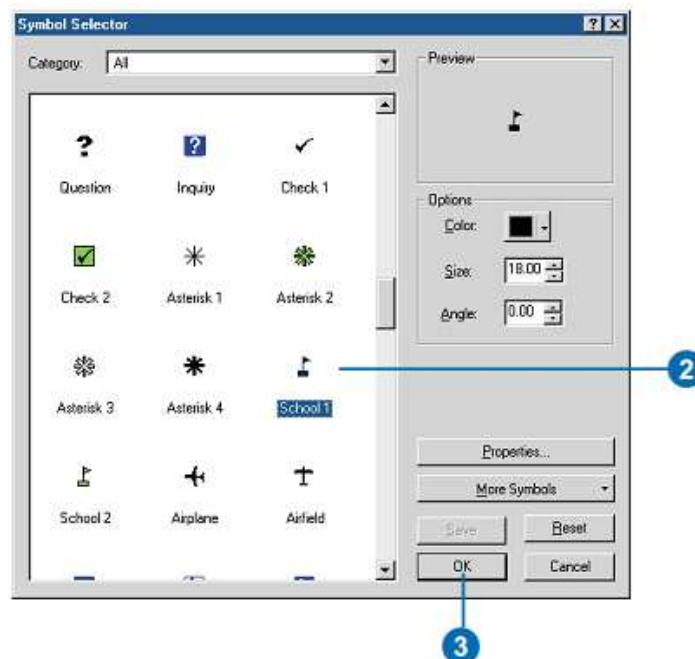 Symbol Selector
Category: All
Preview
? Question
? Inquiry
Check 1
Options
Color:
Check 2
Asterisk 1
Asterisk 2
Size: 18.00
Angle: 0.00
Asterisk 3
Asterisk 4
School 1
2
Properties...
School 2
Airplane
Airfield
More Symbols
Save
Reset
OK
Cancel
3